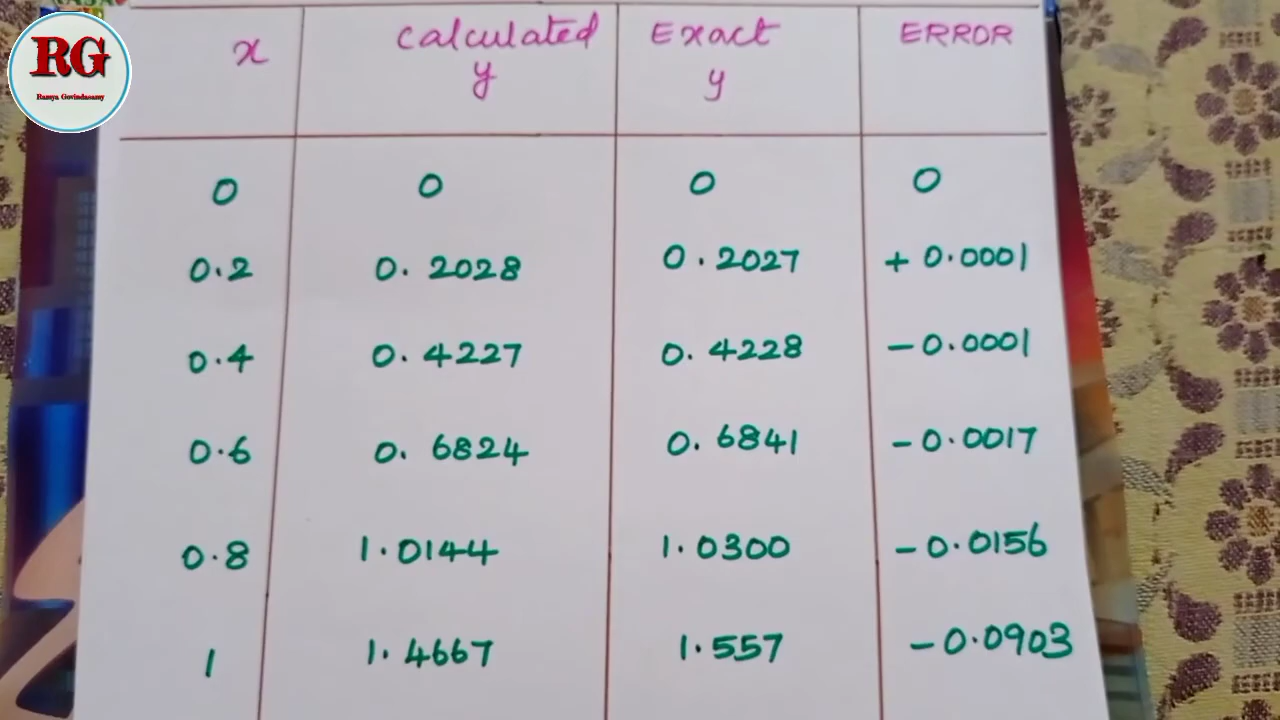 RG
Ramya Govindasamy
x calculated y Exact y ERROR
0 0 0 0
0.2 0.2028 0.2027 + 0.0001
0.4 0.4227 0.4228 - 0.0001
0.6 0.6824 0.6841 - 0.0017
0.8 1.0144 1.0300 - 0.0156
1 1.4667 1.557 - 0.0903